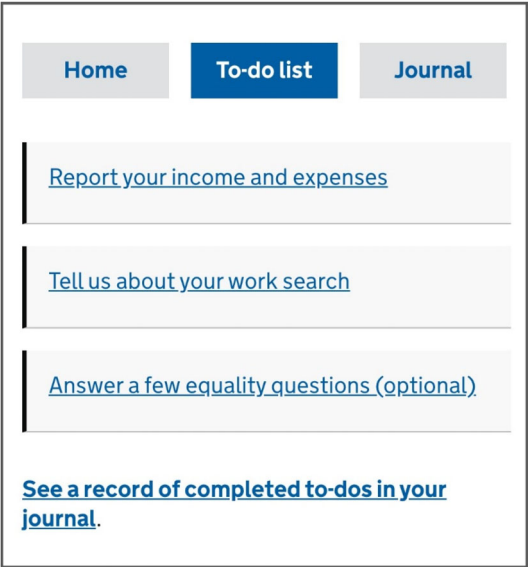 Home
To-do list
Journal
Report your income and expenses
Tell us about your work search
Answer a few equality questions (optional)
See a record of completed to-dos in your
journal.